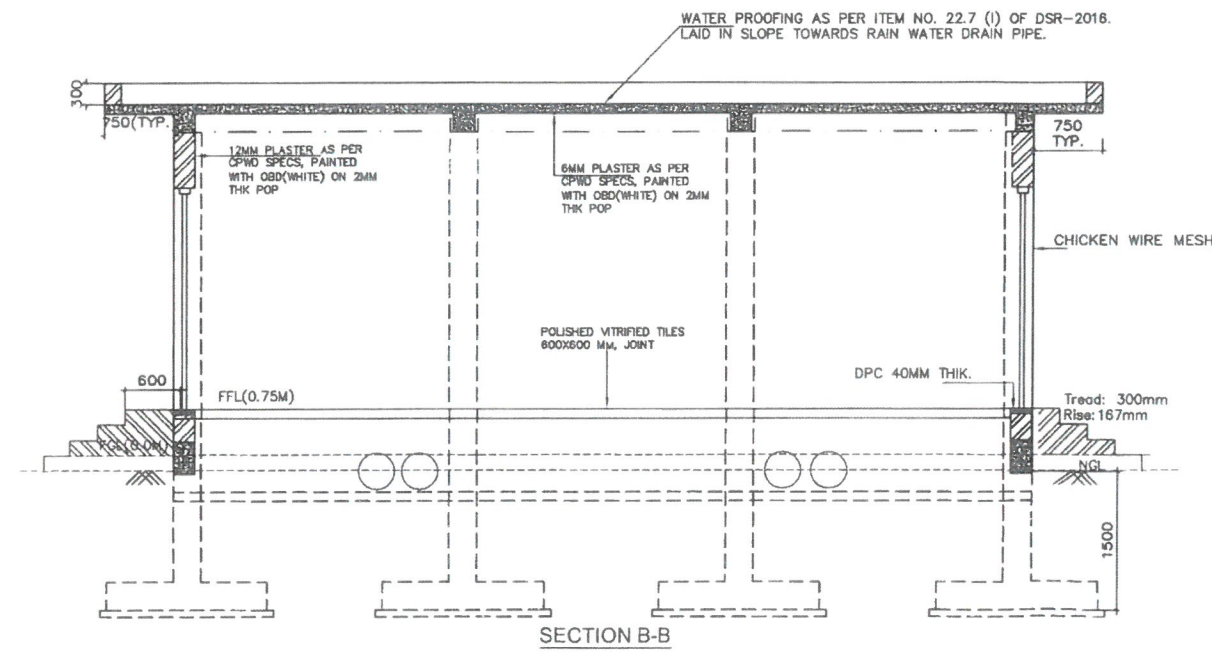 WATER PROOFING AS PER ITEM NO. 22.7 (I) OF DSR-2016.
LAID IN SLOPE TOWARDS RAIN WATER DRAIN PIPE.
300
750(TYP.
750
TYP.
12MM PLASTER AS PER
CPWD SPECS, PAINTED
WITH OBD(WHITE) ON 2MM
THK POP
6MM PLASTER AS PER
CPWD SPECS, PAINTED
WITH OBD(WHITE) ON 2MM
THK POP
CHICKEN WIRE MESH
POLISHED VITRIFIED TILES
600X600 MM, JOINT
600
FFL(0.75M)
DPC 40MM THIK.
Tread: 300mm
Rise: 167mm
FGL(0.0M)
NGL
1500
SECTION B-B